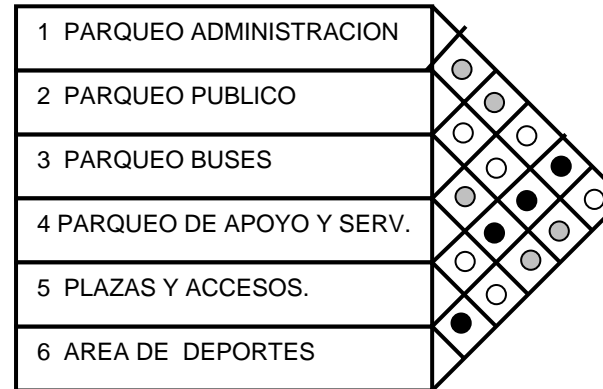 1 PARQUEO ADMINISTRACION
2 PARQUEO PUBLICO
3 PARQUEO BUSES
4 PARQUEO DE APOYO Y SERV.
5 PLAZAS Y ACCESOS.
6 AREA DE DEPORTES